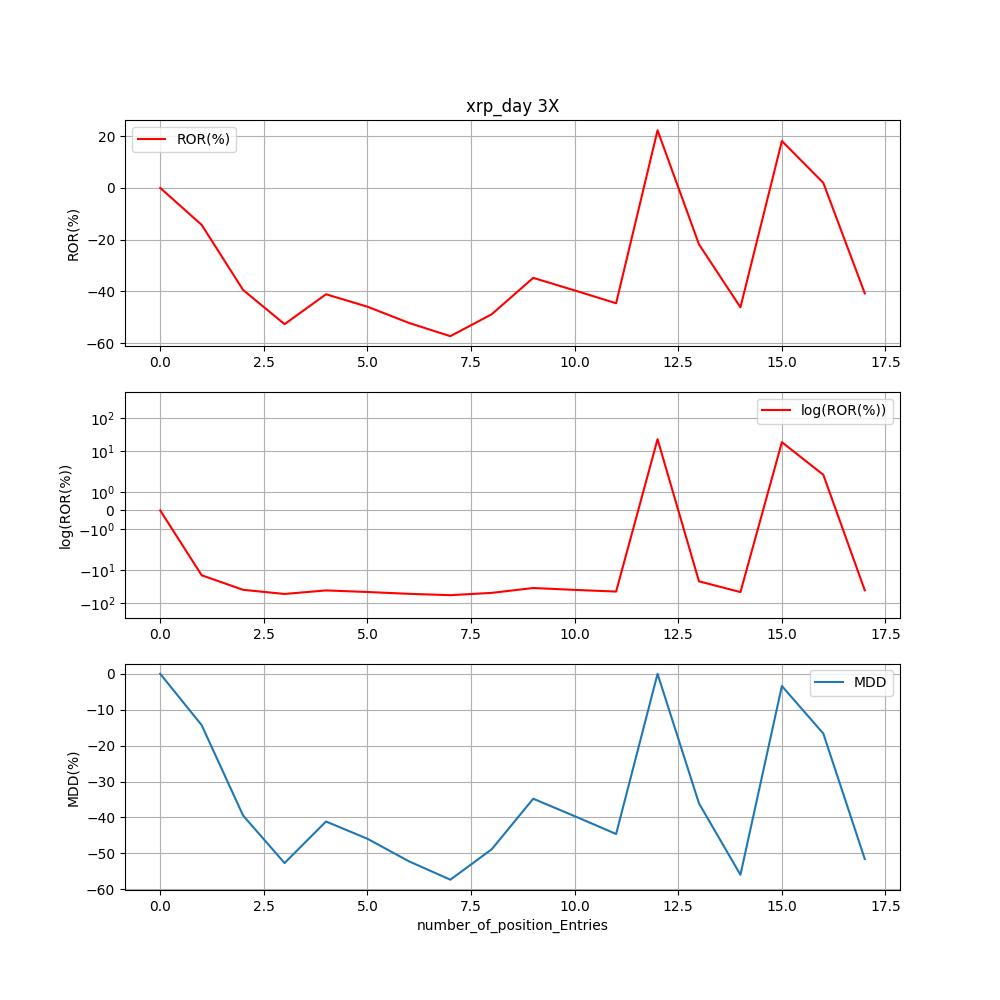 xrp_day 3X
ROR(%)
ROR(%)
20
0
−20
−40
−60
0.0 2.5 5.0 7.5 10.0 12.5 15.0 17.5
log(ROR(%))
log(ROR(%))
10²
10¹
10⁰
0
−10⁰
−10¹
−10²
0.0 2.5 5.0 7.5 10.0 12.5 15.0 17.5
MDD
MDD(%)
0
−10
−20
−30
−40
−50
−60
0.0 2.5 5.0 7.5 10.0 12.5 15.0 17.5
number_of_position_Entries